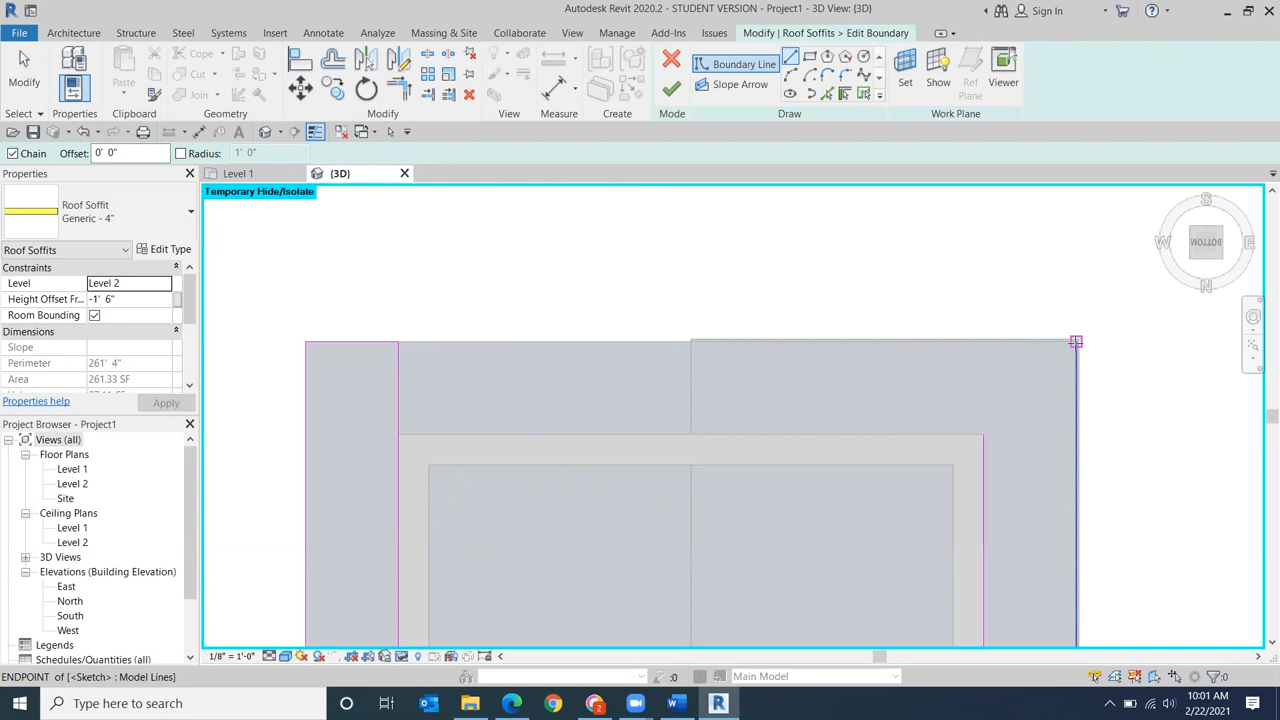 Autodesk Revit 2020.2 - STUDENT VERSION - Project1 - 3D View: {3D}
Sign In
File Architecture Structure Steel Systems Insert Annotate Analyze Massing & Site Collaborate View Manage Add-Ins Issues Modify | Roof Soffits > Edit Boundary
Modify
Paste
Cope
Cut
Join
Boundary Line
Slope Arrow
Set
Show
Ref
Plane
Viewer
Select
Properties
Clipboard
Geometry
Modify
View
Measure
Create
Mode
Draw
Work Plane
Chain Offset: 0' 0" Radius: 1' 0"
Properties
Level 1
{3D}
Temporary Hide/Isolate
Roof Soffit
Generic - 4"
Roof Soffits
Edit Type
Constraints
Level Level 2
Height Offset Fr... -1' 6"
Room Bounding
Dimensions
Slope
Perimeter 261' 4"
Area 261.33 SF
Properties help
Apply
Project Browser - Project1
Views (all)
Floor Plans
Level 1
Level 2
Site
Ceiling Plans
Level 1
Level 2
3D Views
Elevations (Building Elevation)
East
North
South
West
Legends
Schedules/Quantities (all)
S
W
BOTTOM
E
N
1/8" = 1'-0"
ENDPOINT of [<Sketch> : Model Lines]
:0
Main Model
:0
Type here to search
2
10:01 AM
2/22/2021